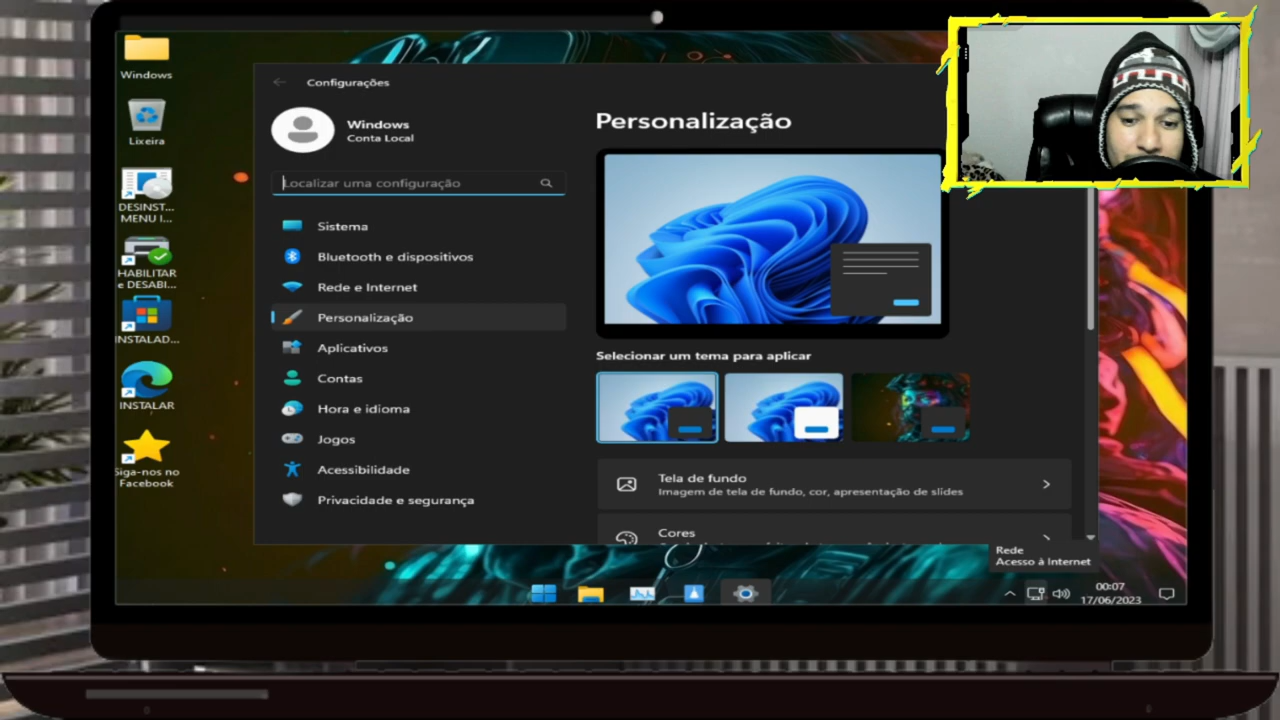 Windows
Lixeira
DESINST...
MENU I...
HABILITAR
e DESABI...
INSTALAD...
INSTALAR
Siga-nos no
Facebook
Configurações
Windows
Conta Local
Localizar uma configuração
Sistema
Bluetooth e dispositivos
Rede e Internet
Personalização
Aplicativos
Contas
Hora e idioma
Jogos
Acessibilidade
Privacidade e segurança
Personalização
Selecionar um tema para aplicar
Tela de fundo
Imagem de tela de fundo, cor, apresentação de slides
Cores
Rede
Acesso à Internet
00:07
17/06/2023